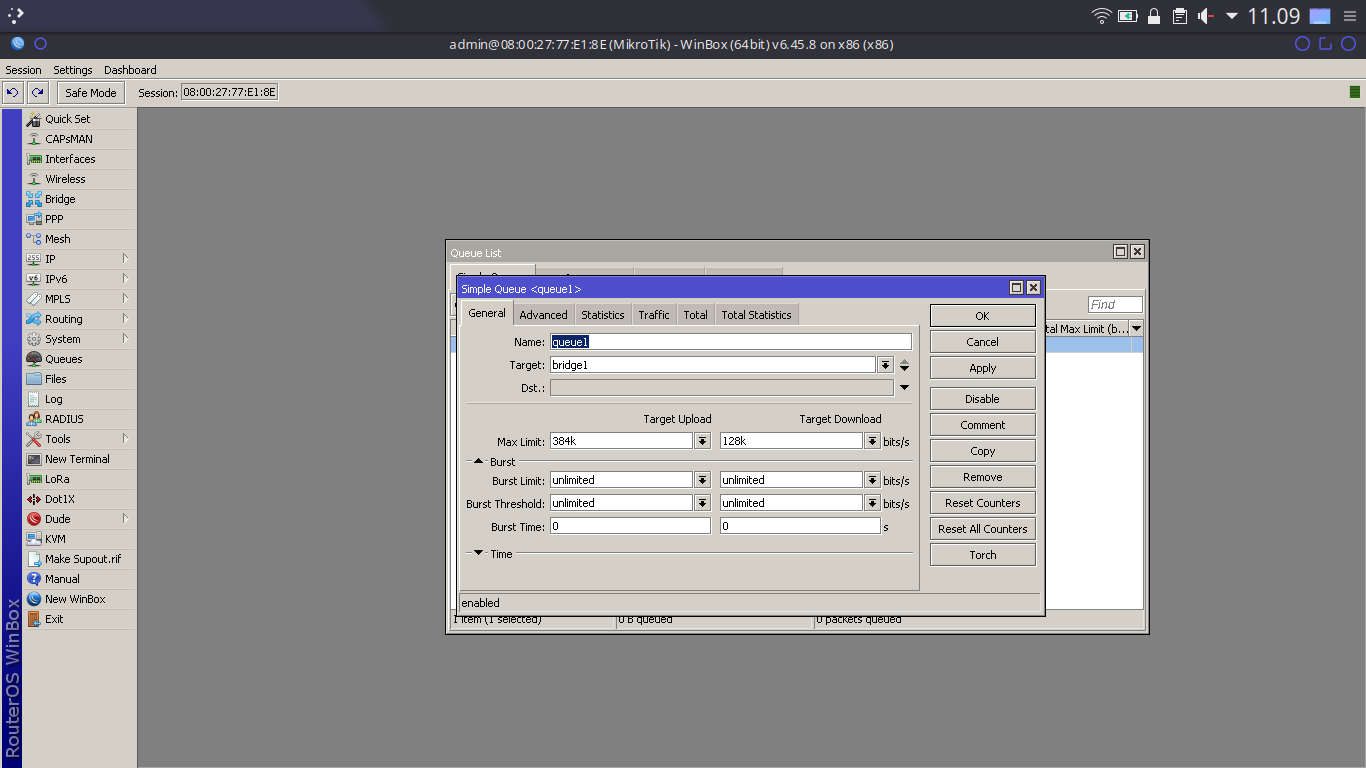 11.09
admin@08:00:27:77:E1:8E (MikroTik) - WinBox (64bit) v6.45.8 on x86 (x86)
Session Settings Dashboard
Safe Mode Session: 08:00:27:77:E1:8E
Quick Set
CAPsMAN
Interfaces
Wireless
Bridge
PPP
Mesh
IP
IPv6
MPLS
Routing
System
Queues
Files
Log
RADIUS
Tools
New Terminal
LoRa
Dot1X
Dude
KVM
Make Supout.rif
Manual
New WinBox
Exit
RouterOS WinBox
Queue List
Find
tal Max Limit (b...
Simple Queue <queue1>
General Advanced Statistics Traffic Total Total Statistics
Name: queue1
Target: bridge1
Dst.:
Target Upload Target Download
Max Limit: 384k 128k bits/s
Burst
Burst Limit: unlimited unlimited bits/s
Burst Threshold: unlimited unlimited bits/s
Burst Time: 0 0 s
Time
enabled
OK
Cancel
Apply
Disable
Comment
Copy
Remove
Reset Counters
Reset All Counters
Torch
1 item (1 selected) 0 B queued 0 packets queued